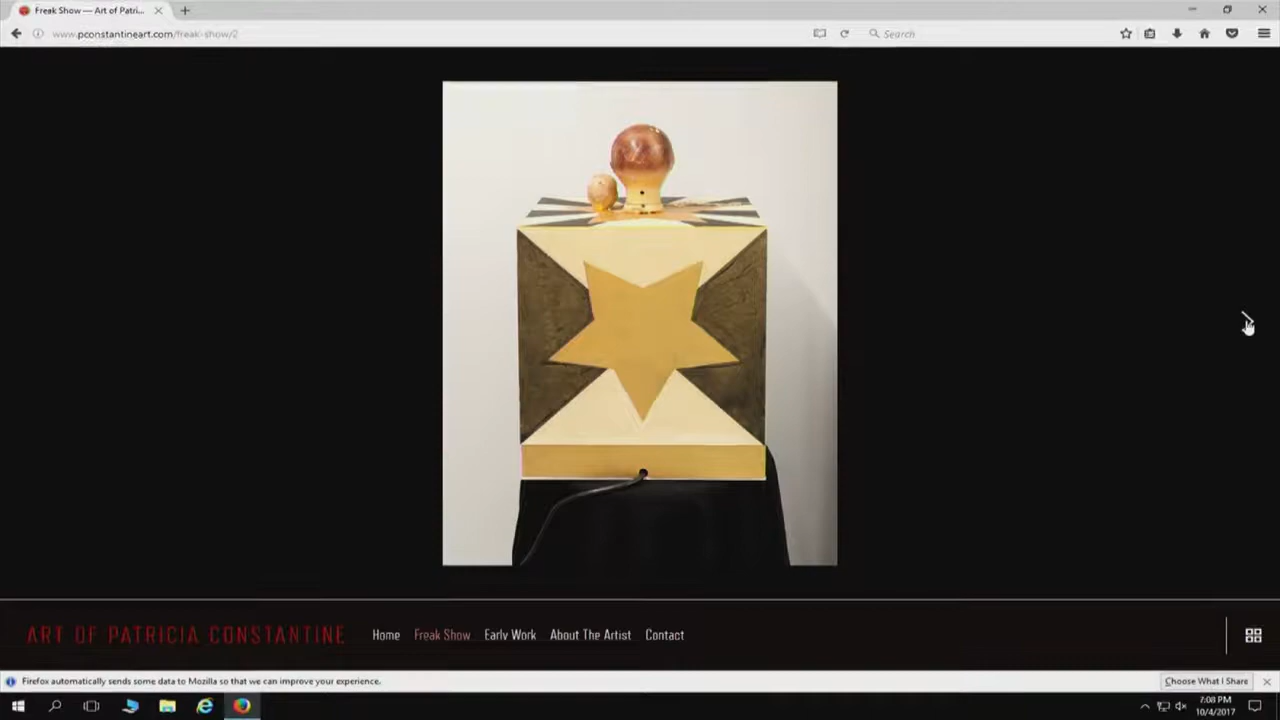 Freak Show — Art of Patri...
www.pconstantineart.com/freak-show/2
Search
ART OF PATRICIA CONSTANTINE
Home
Freak Show
Early Work
About The Artist
Contact
Firefox automatically sends some data to Mozilla so that we can improve your experience.
Choose What I Share
7:08 PM
10/4/2017